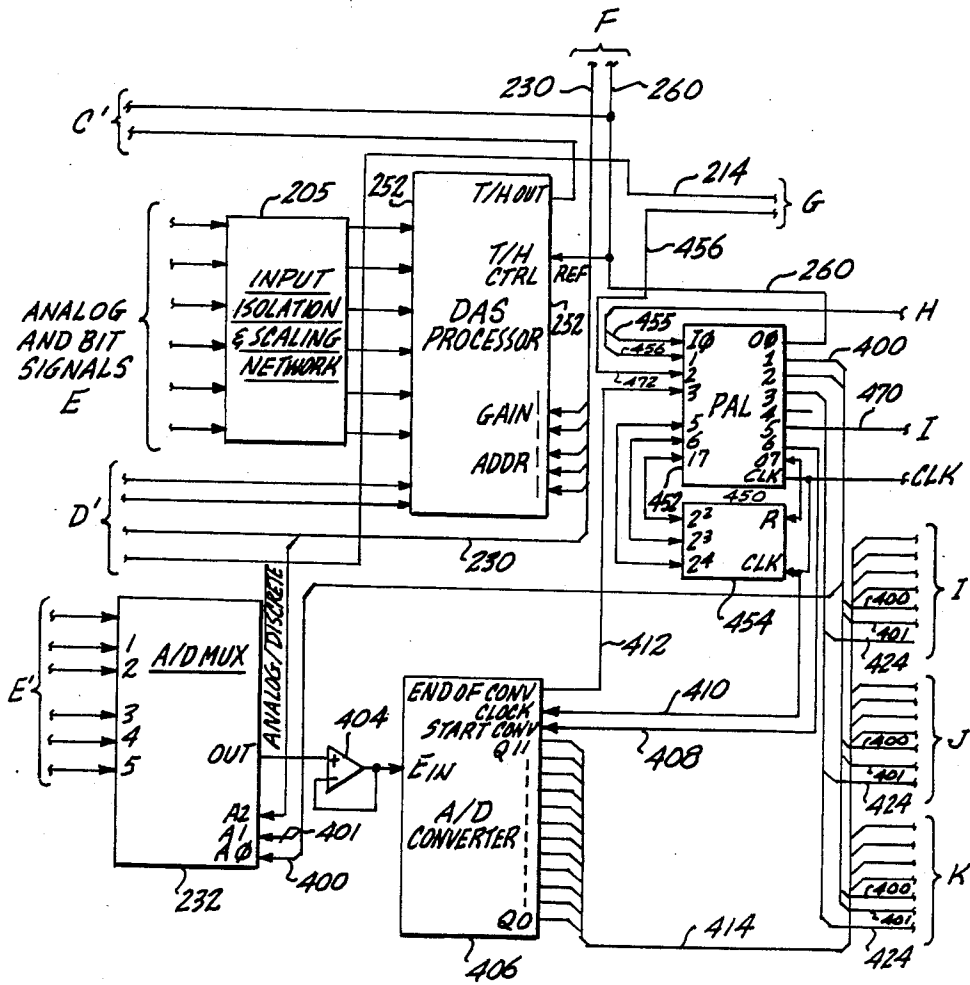 F
230
260
C'
214
G
252
T/H OUT
205
456
ANALOG
AND BIT
SIGNALS
E
INPUT
ISOLATION
& SCALING
NETWORK
T/H
CTRL
REF
DAS
PROCESSOR
252
260
H
455
456
472
IØ
1
2
3
5
6
17
PAL
OØ
1
2
3
4
5
6
07
CLK
400
470
I
CLK
GAIN
ADDR
452
450
2²
2³
2⁴
R
CLK
454
D'
230
ANALOG/DISCRETE
412
I
400
401
424
E'
1
2
3
4
5
A/D MUX
OUT
A2
A1
AØ
232
401
400
404
END OF CONV
CLOCK
START CONV
Q11
EIN
A/D
CONVERTER
Q0
406
410
408
414
J
400
401
424
K
400
401
424